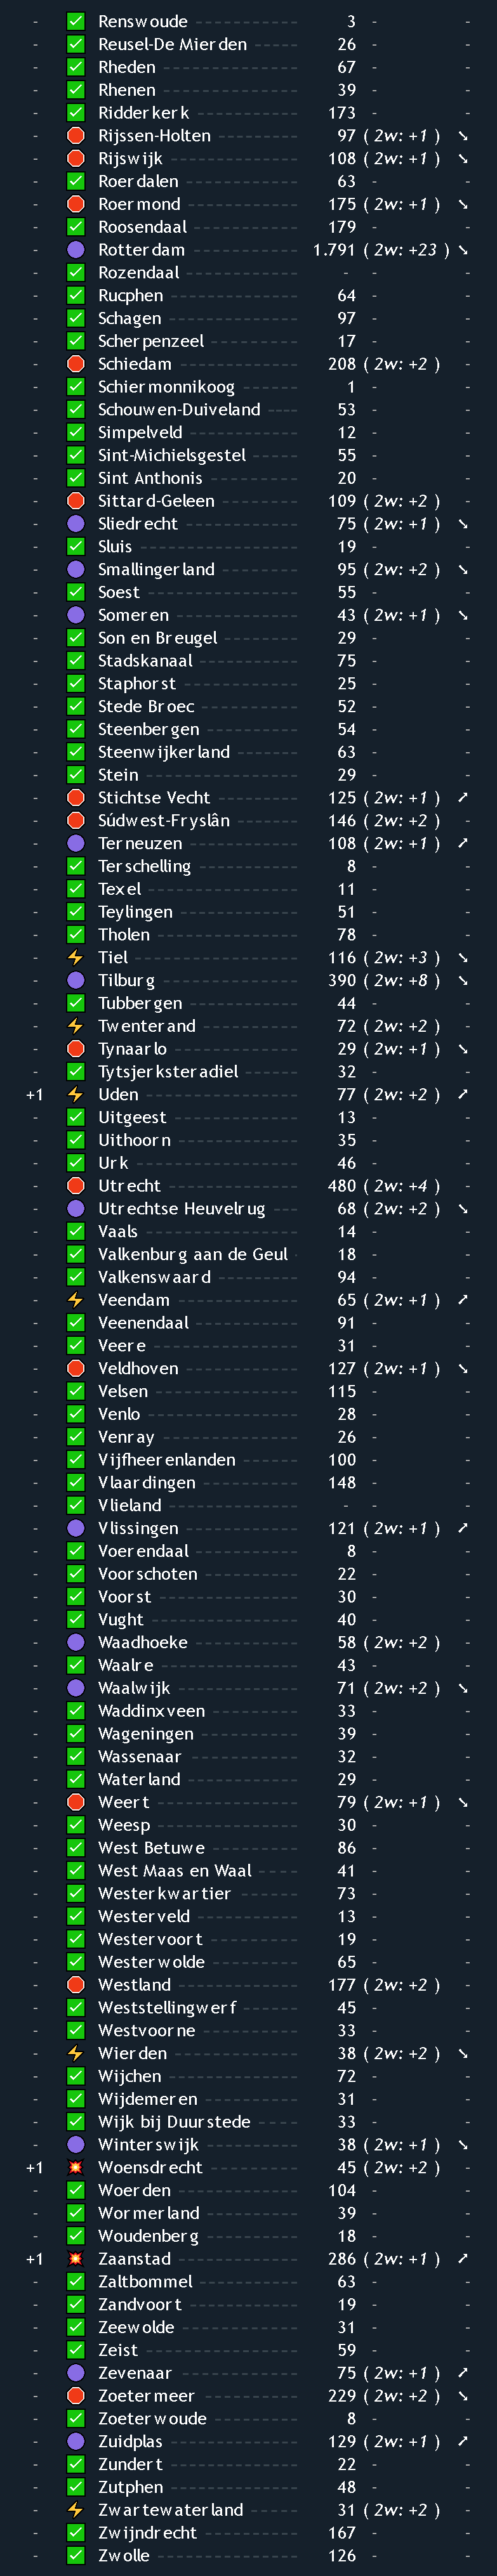 - ✅ Renswoude ---------- 3 - -
- ✅ Reusel-De Mierden ----- 26 - -
- ✅ Rheden ------------- 67 - -
- ✅ Rhenen ------------- 39 - -
- ✅ Ridderkerk ---------- 173 - -
- 🛑 Rijssen-Holten -------- 97 ( 2w: +1 ) ↘
- 🛑 Rijswijk ------------- 108 ( 2w: +1 ) ↘
- ✅ Roerdalen ----------- 63 - -
- 🛑 Roermond ----------- 175 ( 2w: +1 ) ↘
- ✅ Roosendaal ---------- 179 - -
- 🟣 Rotterdam ---------- 1.791 ( 2w: +23 ) ↘
- ✅ Rozendaal ----------- - - -
- ✅ Rucphen ------------ 64 - -
- ✅ Schagen ------------ 97 - -
- ✅ Scherpenzeel --------- 17 - -
- 🛑 Schiedam ----------- 208 ( 2w: +2 ) -
- ✅ Schiermonnikoog ------ 1 - -
- ✅ Schouwen-Duiveland ---- 53 - -
- ✅ Simpelveld ----------- 12 - -
- ✅ Sint-Michielsgestel ----- 55 - -
- ✅ Sint Anthonis --------- 20 - -
- 🛑 Sittard-Geleen -------- 109 ( 2w: +2 ) -
- 🟣 Sliedrecht ----------- 75 ( 2w: +1 ) ↘
- ✅ Sluis --------------- 19 - -
- 🟣 Smallingerland -------- 95 ( 2w: +2 ) ↘
- ✅ Soest --------------- 55 - -
- 🟣 Someren ------------ 43 ( 2w: +1 ) ↘
- ✅ Son en Breugel -------- 29 - -
- ✅ Stadskanaal ---------- 75 - -
- ✅ Staphorst ----------- 25 - -
- ✅ Stede Broec --------- 52 - -
- ✅ Steenbergen --------- 54 - -
- ✅ Steenwijkerland ------ 63 - -
- ✅ Stein --------------- 29 - -
- 🛑 Stichtse Vecht -------- 125 ( 2w: +1 ) ↗
- 🛑 Súdwest-Fryslân ------ 146 ( 2w: +2 ) -
- 🟣 Terneuzen ---------- 108 ( 2w: +1 ) ↗
- ✅ Terschelling ---------- 8 - -
- ✅ Texel --------------- 11 - -
- ✅ Teylingen ----------- 51 - -
- ✅ Tholen ------------- 78 - -
- ⚡ Tiel ---------------- 116 ( 2w: +3 ) ↘
- 🟣 Tilburg ------------- 390 ( 2w: +8 ) ↘
- ✅ Tubbergen ---------- 44 - -
- ⚡ Twenterand --------- 72 ( 2w: +2 ) -
- 🛑 Tynaarlo ------------ 29 ( 2w: +1 ) ↘
- ✅ Tytsjerksteradiel ------ 32 - -
+1 ⚡ Uden -------------- 77 ( 2w: +2 ) ↗
- ✅ Uitgeest ------------ 13 - -
- ✅ Uithoorn ------------ 35 - -
- ✅ Urk ---------------- 46 - -
- 🛑 Utrecht ------------- 480 ( 2w: +4 ) -
- 🟣 Utrechtse Heuvelrug --- 68 ( 2w: +2 ) ↘
- ✅ Vaals --------------- 14 - -
- ✅ Valkenburg aan de Geul - 18 - -
- ✅ Valkenswaard -------- 94 - -
- ⚡ Veendam ------------ 65 ( 2w: +1 ) ↗
- ✅ Veenendaal ---------- 91 - -
- ✅ Veere -------------- 31 - -
- 🛑 Veldhoven ----------- 127 ( 2w: +1 ) ↘
- ✅ Velsen -------------- 115 - -
- ✅ Venlo --------------- 28 - -
- ✅ Venray ------------- 26 - -
- ✅ Vijfheerenlanden ------ 100 - -
- ✅ Vlaardingen ---------- 148 - -
- ✅ Vlieland ------------- - - -
- 🟣 Vlissingen ----------- 121 ( 2w: +1 ) ↗
- ✅ Voerendaal ---------- 8 - -
- ✅ Voorschoten --------- 22 - -
- ✅ Voorst -------------- 30 - -
- ✅ Vught -------------- 40 - -
- 🟣 Waadhoeke ---------- 58 ( 2w: +2 ) -
- ✅ Waalre ------------- 43 - -
- 🟣 Waalwijk ------------ 71 ( 2w: +2 ) ↘
- ✅ Waddinxveen -------- 33 - -
- ✅ Wageningen --------- 39 - -
- ✅ Wassenaar ---------- 32 - -
- ✅ Waterland ----------- 29 - -
- 🛑 Weert -------------- 79 ( 2w: +1 ) ↘
- ✅ Weesp -------------- 30 - -
- ✅ West Betuwe -------- 86 - -
- ✅ West Maas en Waal ---- 41 - -
- ✅ Westerkwartier ------ 73 - -
- ✅ Westerveld ---------- 13 - -
- ✅ Westervoort --------- 19 - -
- ✅ Westerwolde -------- 65 - -
- 🛑 Westland ------------ 177 ( 2w: +2 ) -
- ✅ Weststellingwerf ----- 45 - -
- ✅ Westvoorne --------- 33 - -
- ⚡ Wierden ------------ 38 ( 2w: +2 ) ↘
- ✅ Wijchen ------------ 72 - -
- ✅ Wijdemeren --------- 31 - -
- ✅ Wijk bij Duurstede ---- 33 - -
- 🟣 Winterswijk --------- 38 ( 2w: +1 ) ↘
+1 💥 Woensdrecht --------- 45 ( 2w: +2 ) -
- ✅ Woerden ----------- 104 - -
- ✅ Wormerland --------- 39 - -
- ✅ Woudenberg --------- 18 - -
+1 💥 Zaanstad ------------ 286 ( 2w: +1 ) ↗
- ✅ Zaltbommel ---------- 63 - -
- ✅ Zandvoort ----------- 19 - -
- ✅ Zeewolde ----------- 31 - -
- ✅ Zeist --------------- 59 - -
- 🟣 Zevenaar ----------- 75 ( 2w: +1 ) ↗
- 🛑 Zoetermeer --------- 229 ( 2w: +2 ) ↘
- ✅ Zoeterwoude -------- 8 - -
- 🟣 Zuidplas ------------ 129 ( 2w: +1 ) ↗
- ✅ Zundert ------------ 22 - -
- ✅ Zutphen ------------ 48 - -
- ⚡ Zwartewaterland ----- 31 ( 2w: +2 ) -
- ✅ Zwijndrecht --------- 167 - -
- ✅ Zwolle -------------- 126 - -